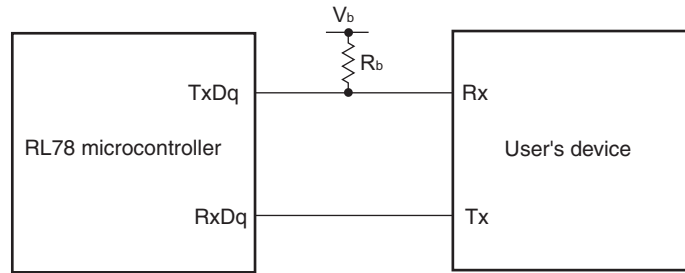 Vb
Rb
TxDq
Rx
RL78 microcontroller
User's device
RxDq
Tx